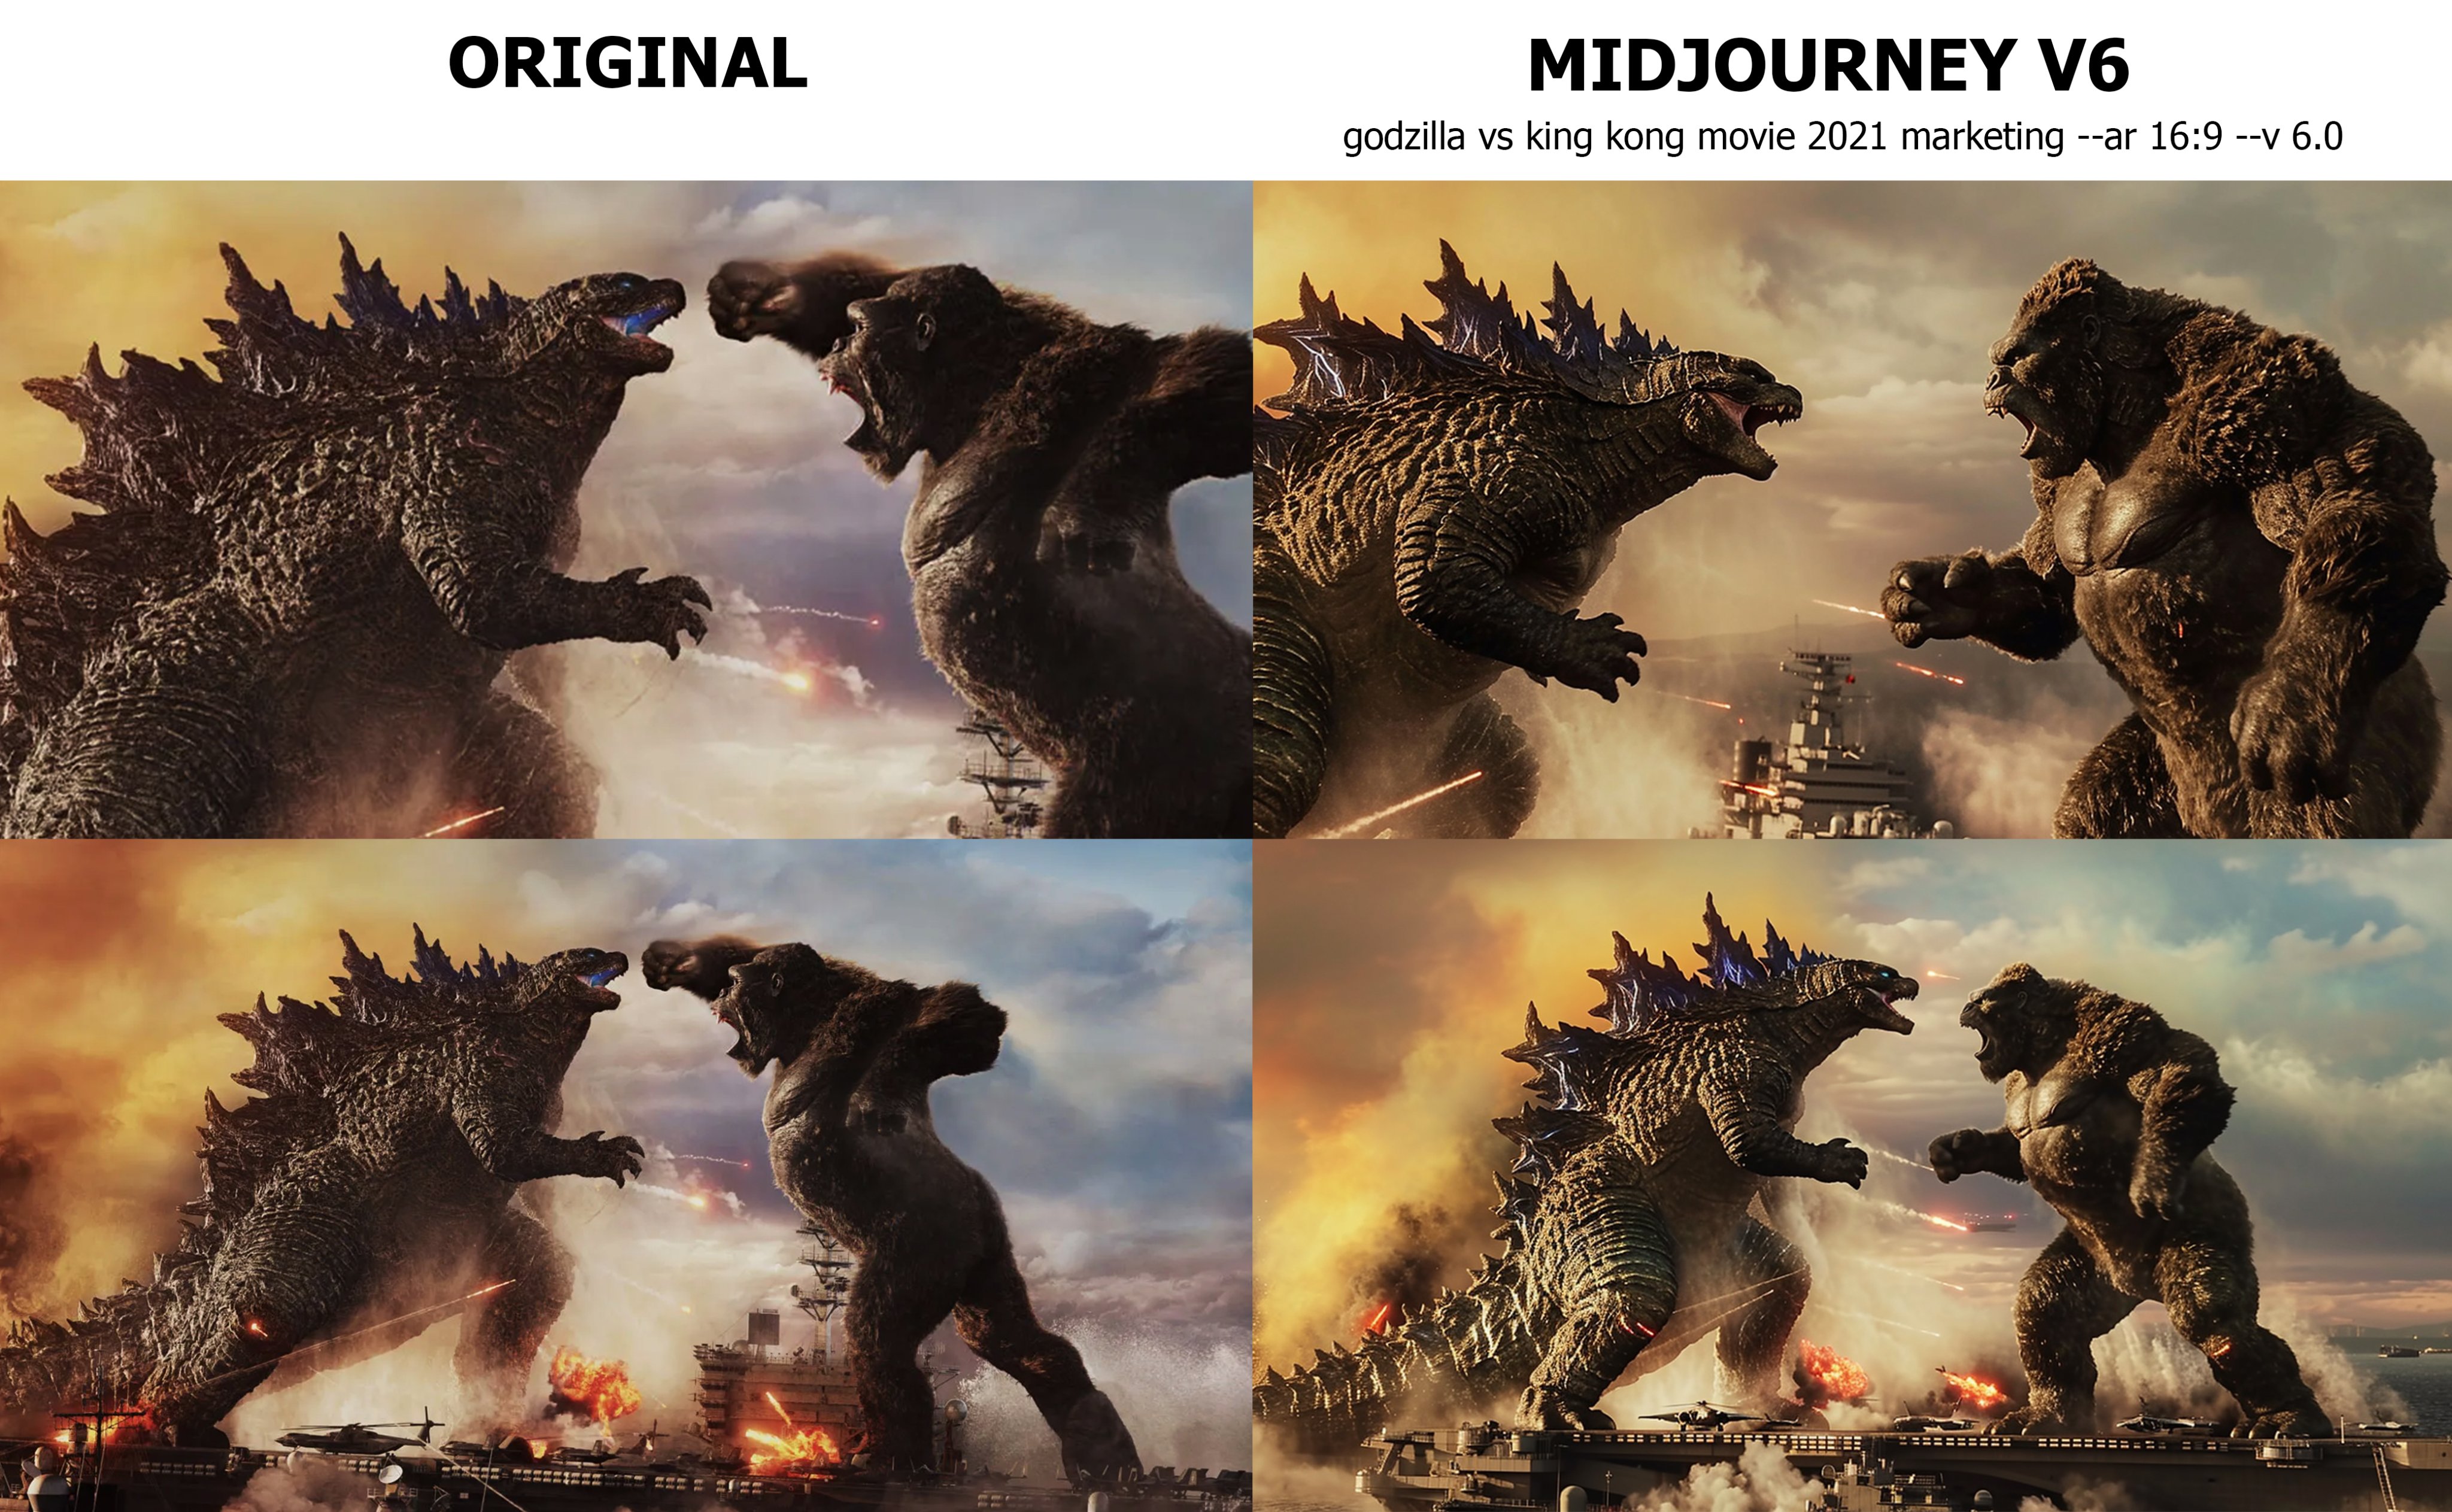 ORIGINAL
MIDJOURNEY V6
godzilla vs king kong movie 2021 marketing --ar 16:9 --v 6.0